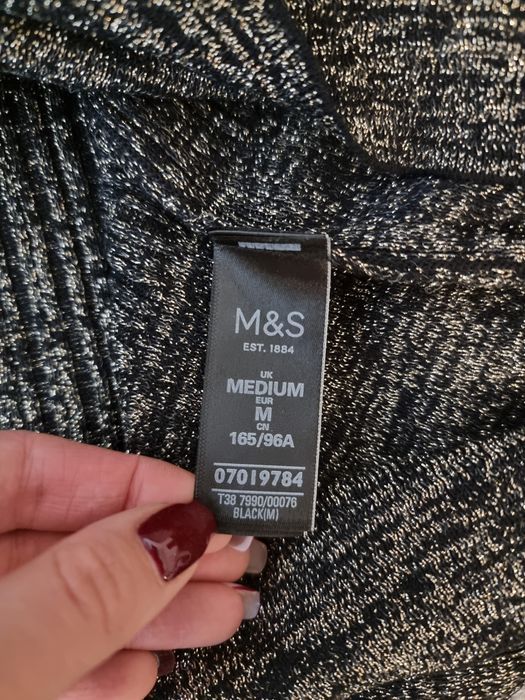 M&S
EST. 1884
UK
MEDIUM
EUR
M
CN
165/96A
07019784
T38 7990/00076
BLACK(M)